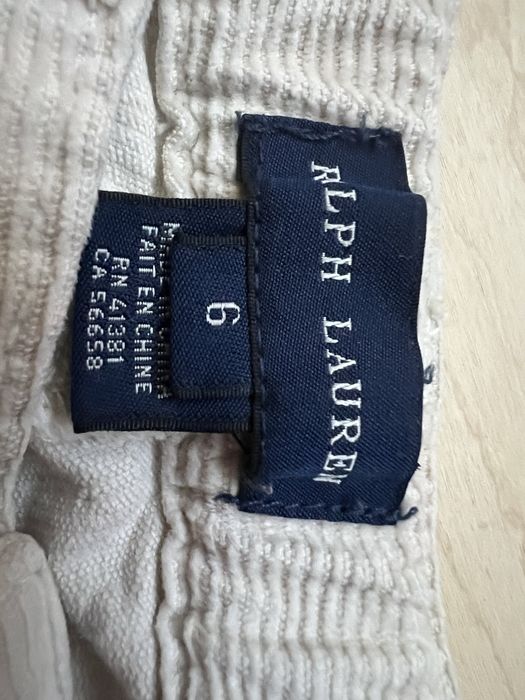 RLPH LAUREN
6
FAIT EN CHINE
RN 41381
CA 56658